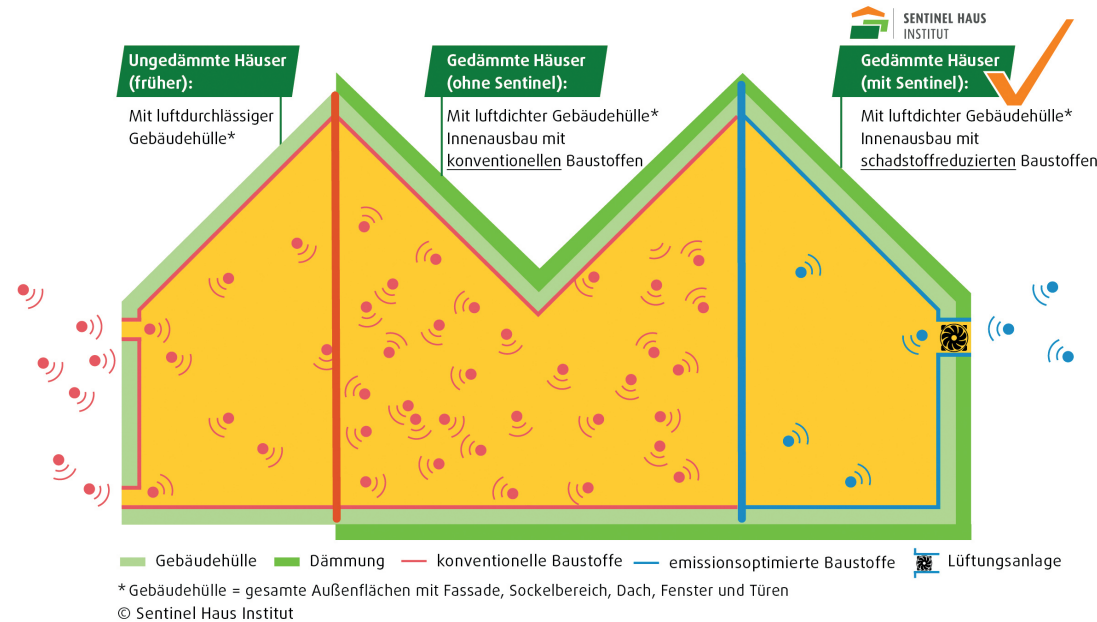 SENTINEL HAUS
INSTITUT
Ungedämmte Häuser
(früher):
Mit luftdurchlässiger
Gebäudehülle*
Gedämmte Häuser
(ohne Sentinel):
Mit luftdichter Gebäudehülle*
Innenausbau mit
konventionellen Baustoffen
Gedämmte Häuser
(mit Sentinel):
Mit luftdichter Gebäudehülle*
Innenausbau mit
schadstoffreduzierten Baustoffen
Gebäudehülle Dämmung konventionelle Baustoffe emissionsoptimierte Baustoffe Lüftungsanlage
* Gebäudehülle = gesamte Außenflächen mit Fassade, Sockelbereich, Dach, Fenster und Türen
© Sentinel Haus Institut